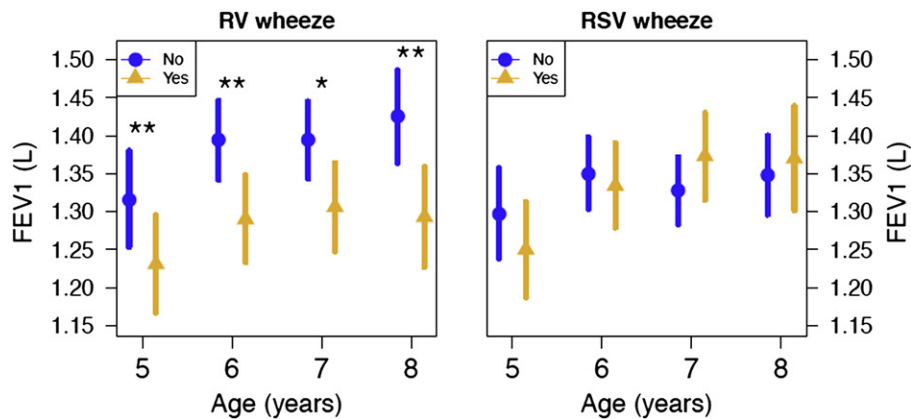 RV wheeze
RSV wheeze
No
Yes
**
**
*
**
1.50
1.45
1.40
1.35
1.30
1.25
1.20
1.15
FEV1 (L)
5 6 7 8
Age (years)
No
Yes
1.50
1.45
1.40
1.35
1.30
1.25
1.20
1.15
FEV1 (L)
5 6 7 8
Age (years)